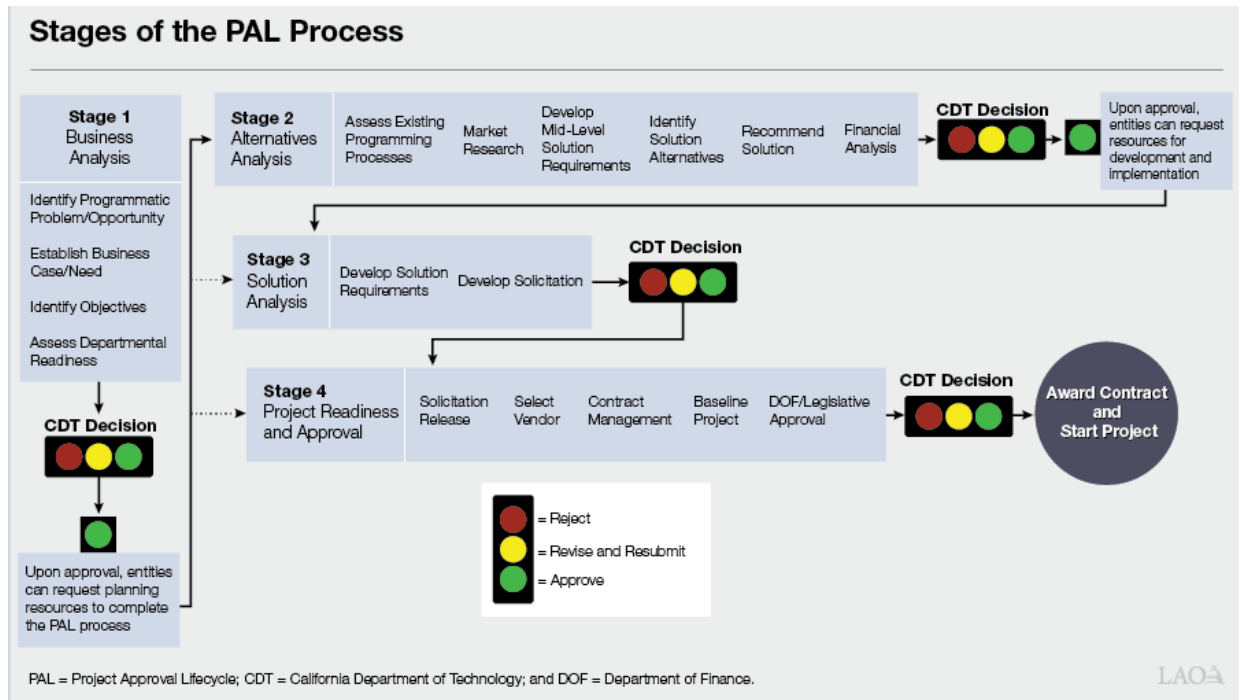 Stages of the PAL Process
Stage 1
Business
Analysis
Identify Programmatic
Problem/Opportunity
Establish Business
Case/Need
Identify Objectives
Assess Departmental
Readiness
CDT Decision
Upon approval, entities
can request planning
resources to complete
the PAL process
Stage 2
Alternatives
Analysis
Assess Existing
Programming
Processes
Market
Research
Develop
Mid-Level
Solution
Requirements
Identify
Solution
Alternatives
Recommend
Solution
Financial
Analysis
CDT Decision
Upon approval,
entities can request
resources for
development and
implementation
Stage 3
Solution
Analysis
Develop Solution
Requirements
Develop Solicitation
CDT Decision
Stage 4
Project Readiness
and Approval
Solicitation
Release
Select
Vendor
Contract
Management
Baseline
Project
DOF/Legislative
Approval
CDT Decision
Award Contract
and
Start Project
= Reject
= Revise and Resubmit
= Approve
PAL = Project Approval Lifecycle; CDT = California Department of Technology; and DOF = Department of Finance.
LAO